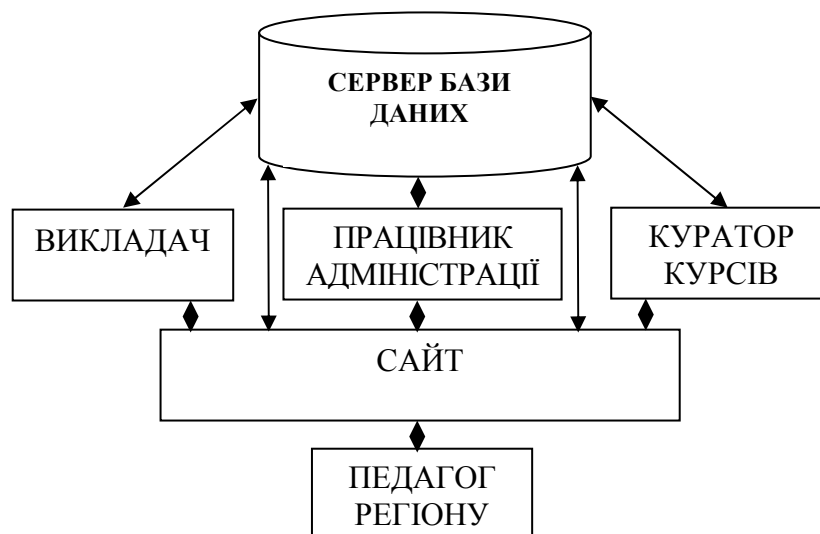 СЕРВЕР БАЗИ
ДАНИХ
ВИКЛАДАЧ
ПРАЦІВНИК
АДМІНІСТРАЦІЇ
КУРАТОР
КУРСІВ
САЙТ
ПЕДАГОГ
РЕГІОНУ